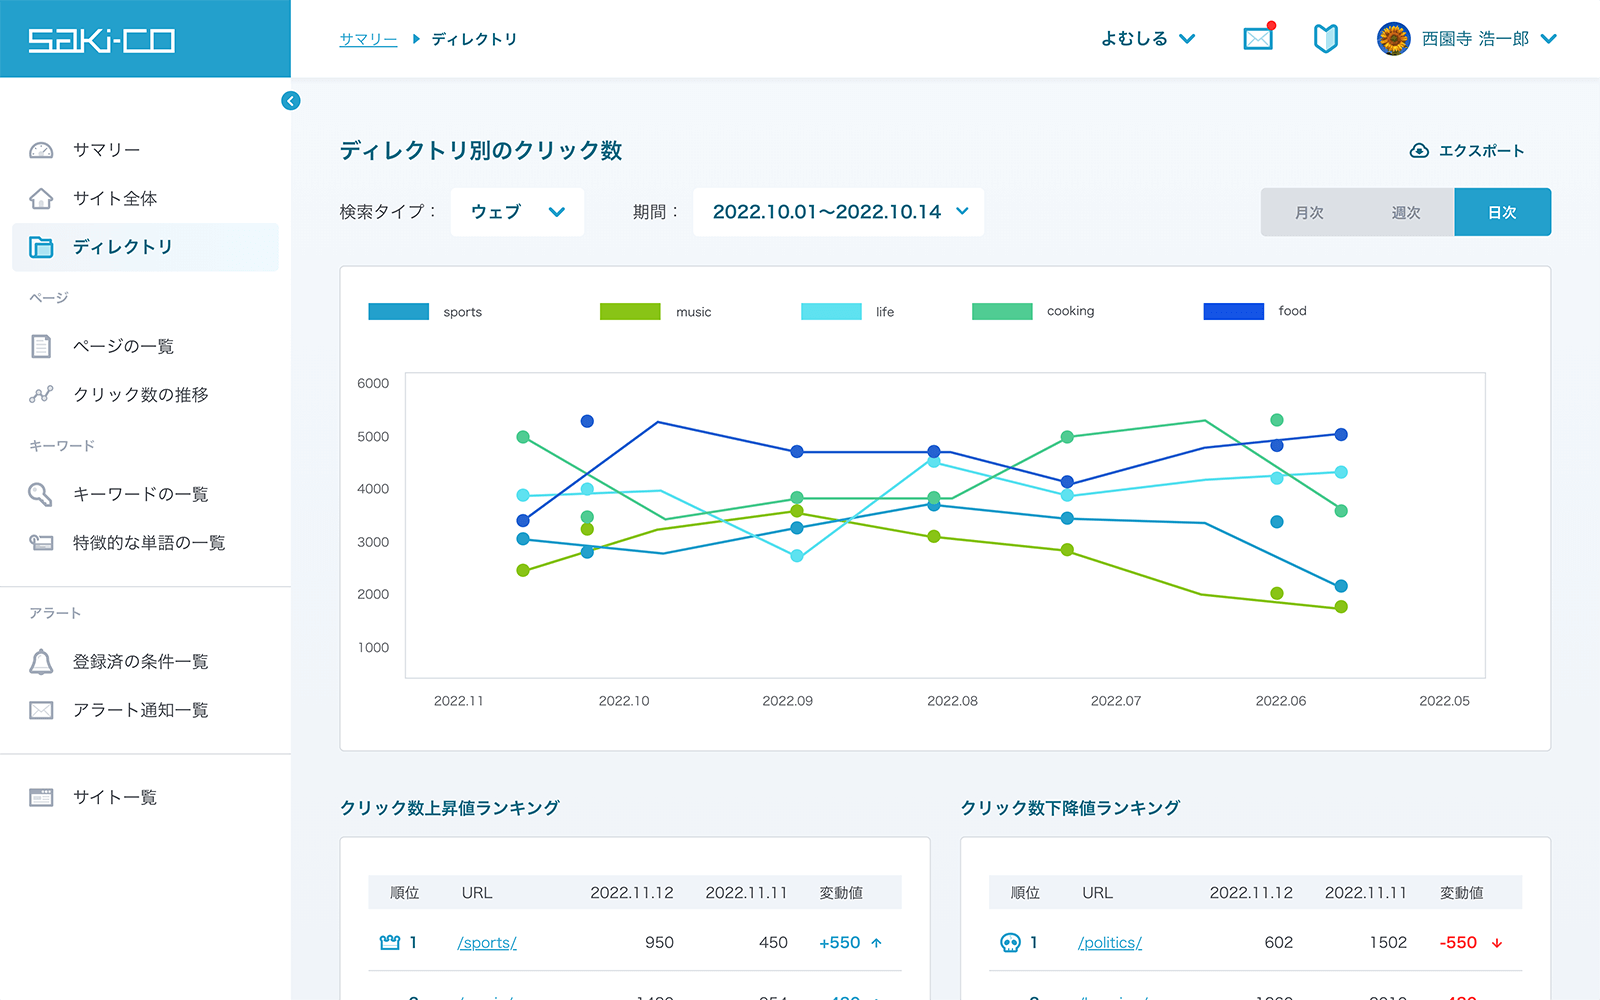 saki-co
サマリー ディレクトリ
よむしる
西園寺 浩一郎
サマリー
サイト全体
ディレクトリ
ページ
ページの一覧
クリック数の推移
キーワード
キーワードの一覧
特徴的な単語の一覧
アラート
登録済の条件一覧
アラート通知一覧
サイト一覧
ディレクトリ別のクリック数
エクスポート
検索タイプ： ウェブ 期間： 2022.10.01〜2022.10.14
月次 週次 日次
sports music life cooking food
6000
5000
4000
3000
2000
1000
2022.11 2022.10 2022.09 2022.08 2022.07 2022.06 2022.05
クリック数上昇値ランキング
順位 URL 2022.11.12 2022.11.11 変動値
1 /sports/ 950 450 +550
クリック数下降値ランキング
順位 URL 2022.11.12 2022.11.11 変動値
1 /politics/ 602 1502 -550